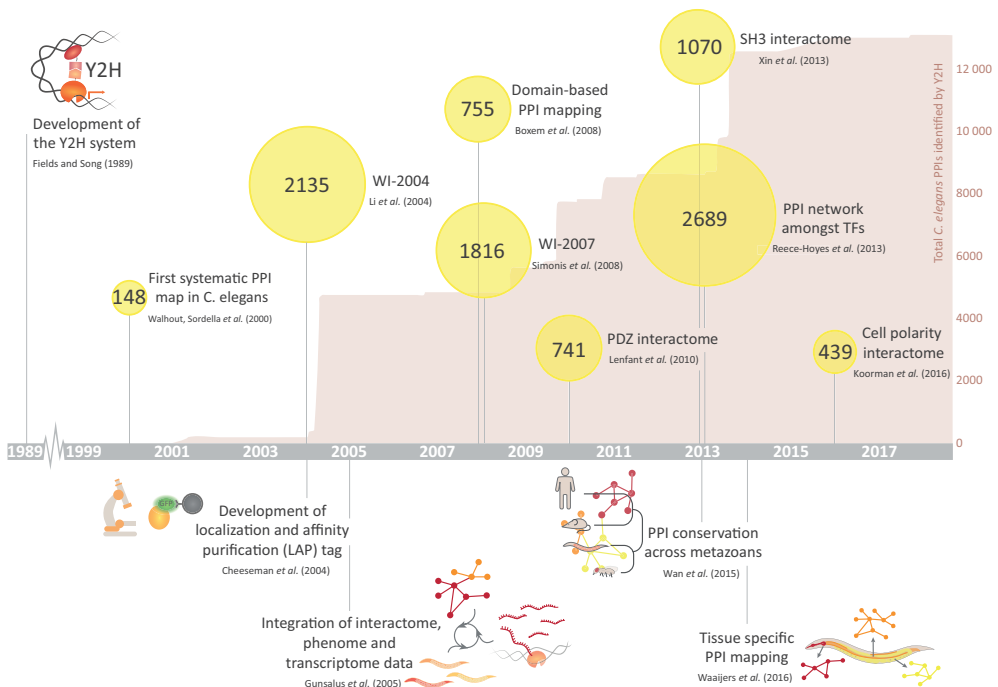 Y2H
Development of
the Y2H system
Fields and Song (1989)
148
First systematic PPI
map in C. elegans
Walhout, Sordella et al. (2000)
2135
WI-2004
Li et al. (2004)
755
Domain-based
PPI mapping
Boxem et al. (2008)
1816
WI-2007
Simonis et al. (2008)
741
PDZ interactome
Lenfant et al. (2010)
1070
SH3 interactome
Xin et al. (2013)
2689
PPI network
amongst TFs
Reece-Hoyes et al. (2013)
439
Cell polarity
interactome
Koorman et al. (2016)
Total C. elegans PPIs identified by Y2H
12 000
10 000
8000
6000
4000
2000
0
1989 1999 2001 2003 2005 2007 2009 2011 2013 2015 2017
GFP
Development of
localization and affinity
purification (LAP) tag
Cheeseman et al. (2004)
Integration of interactome,
phenome and
transcriptome data
Gunsalus et al. (2005)
PPI conservation
across metazoans
Wan et al. (2015)
Tissue specific
PPI mapping
Waaijers et al. (2016)